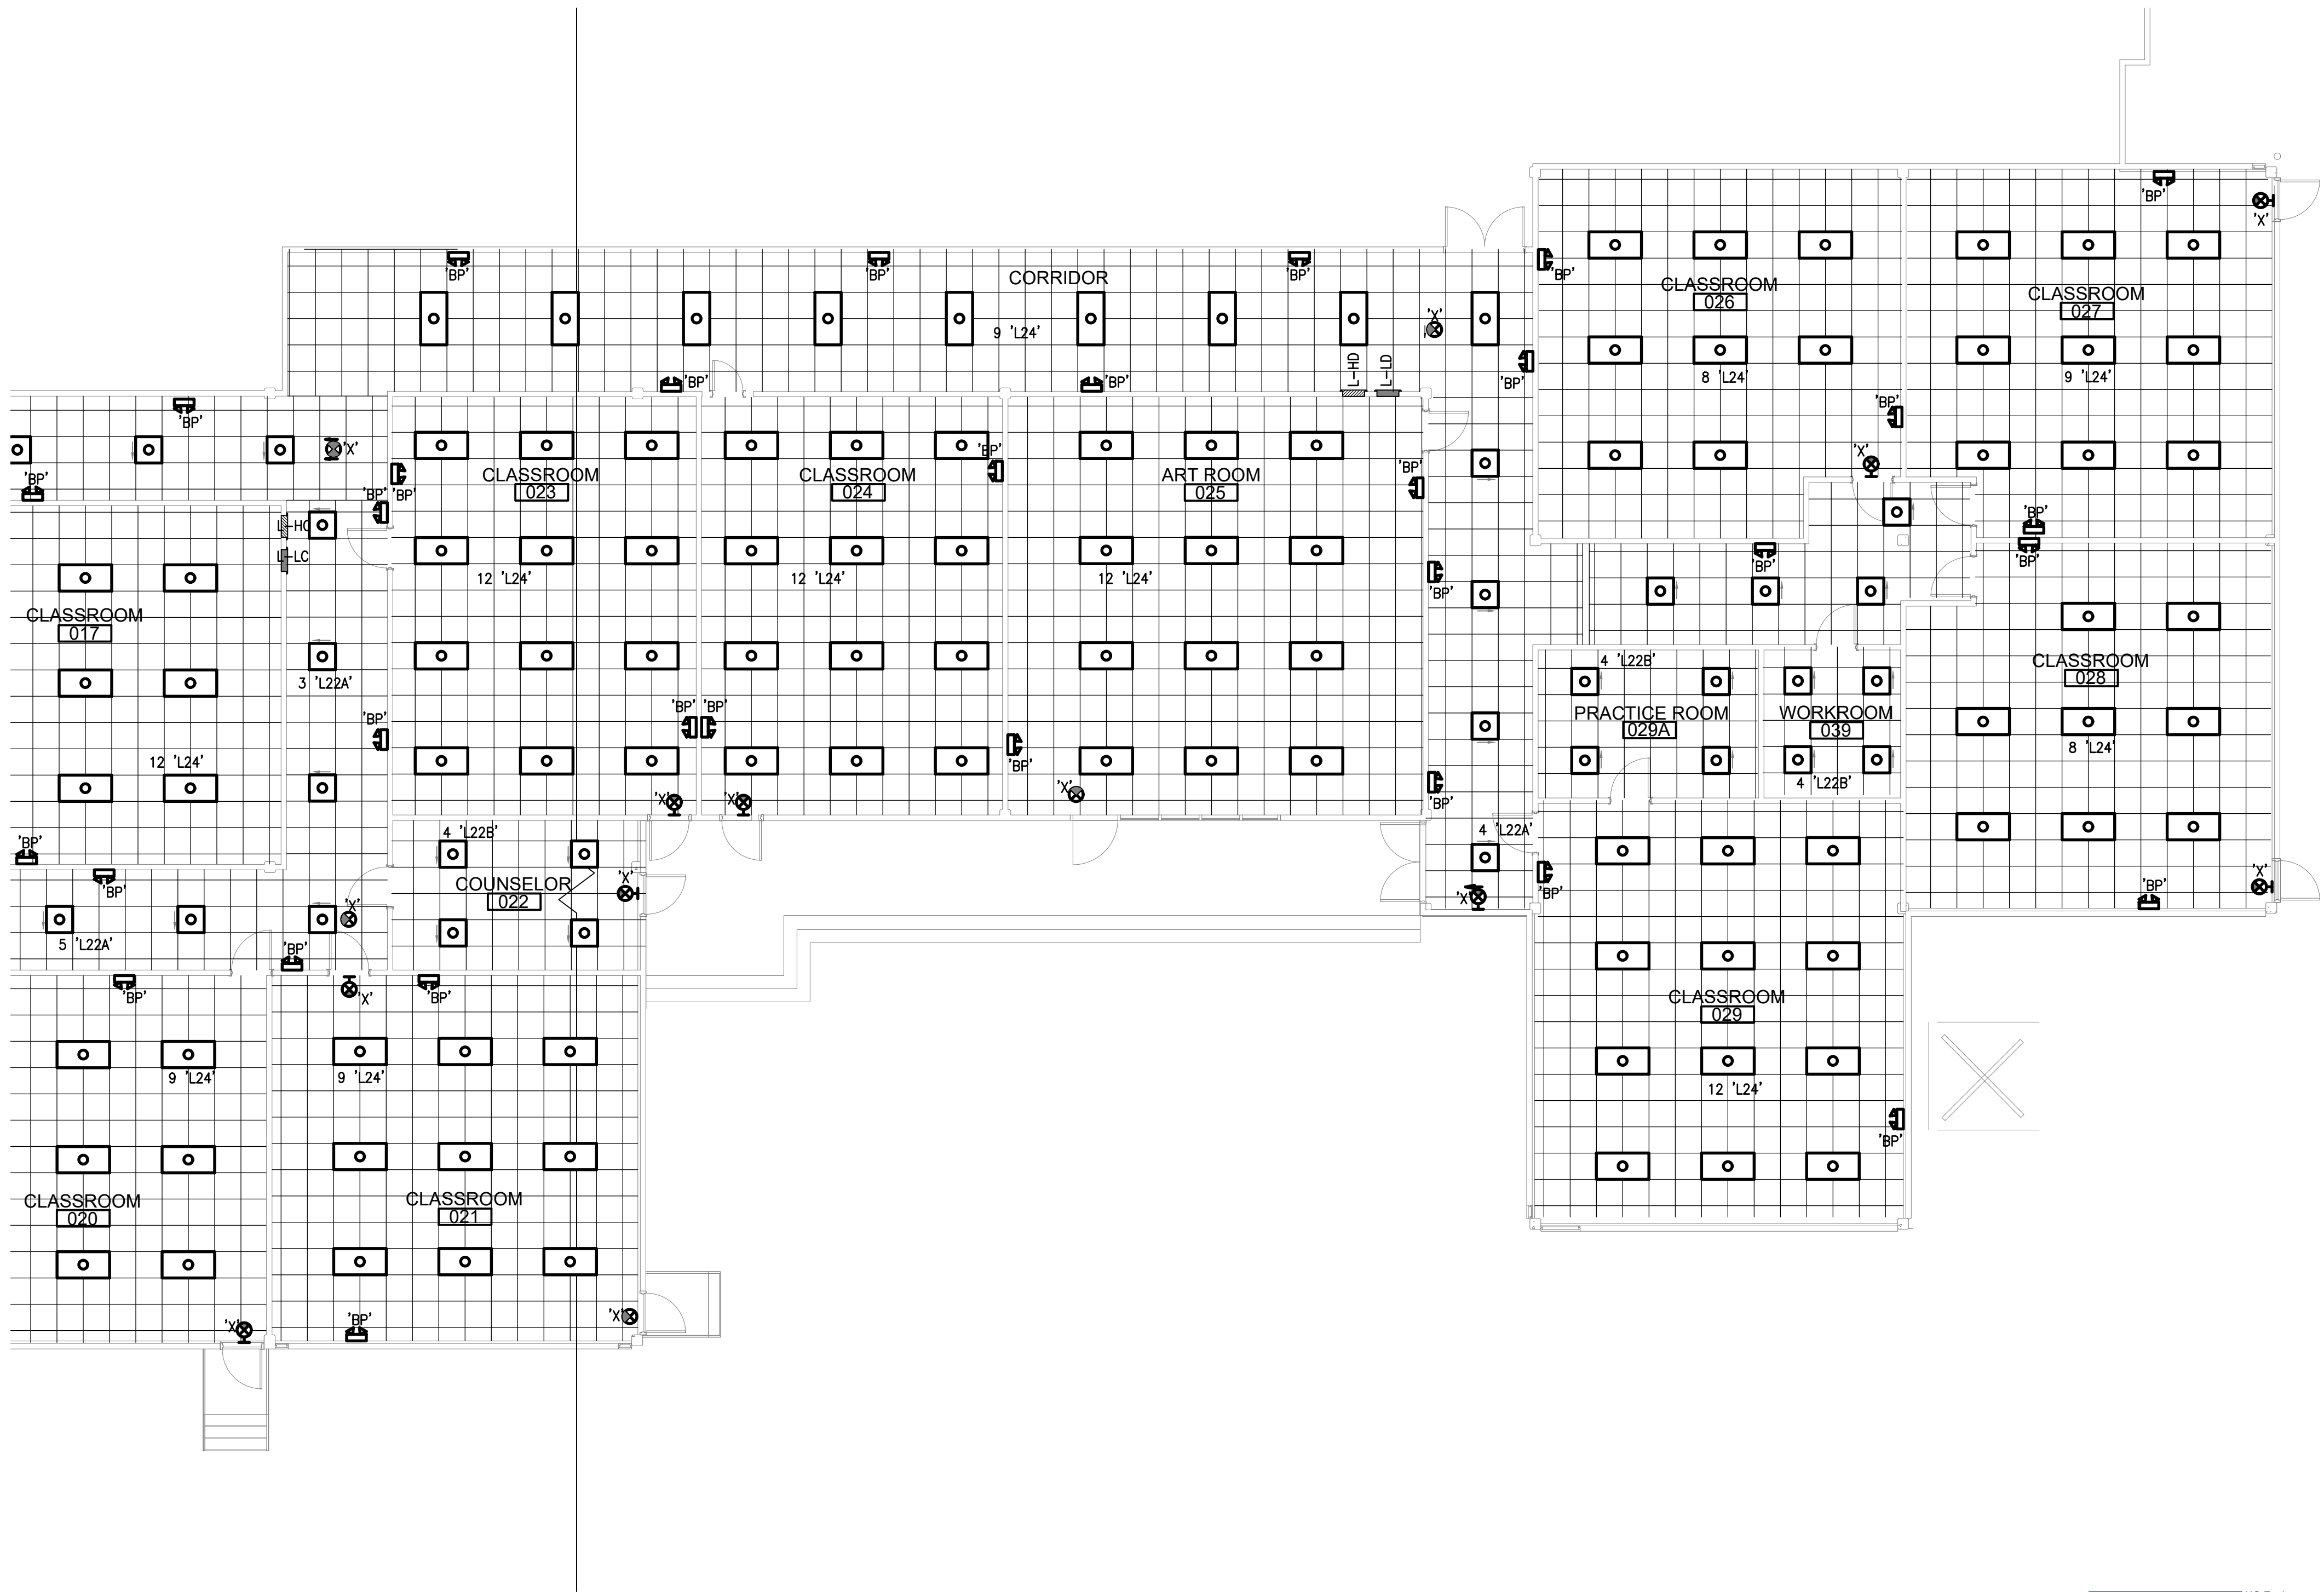 'BP'
'X'
'BP'
'BP'
'BP'
CORRIDOR
9 'L24'
'X'
'BP'
CLASSROOM
026
8 'L24'
CLASSROOM
027
9 'L24'
L-HD
L-LD
'BP'
'BP'
'BP'
'BP'
'X'
'BP'
'X'
'BP'
'BP'
'BP'
CLASSROOM
023
12 'L24'
'BP'
CLASSROOM
024
12 'L24'
ART ROOM
025
12 'L24'
'BP'
'BP'
'BP'
'BP'
'BP'
L-HC
L-LC
CLASSROOM
017
12 'L24'
3 'L22A'
'BP'
'BP'
'BP'
'BP'
'X'
'X'
'X'
'BP'
4 'L22A'
'X'
'BP'
4 'L22B'
PRACTICE ROOM
029A
WORKROOM
039
4 'L22B'
CLASSROOM
028
8 'L24'
'X'
'BP'
'BP'
'BP'
5 'L22A'
'X'
'BP'
4 'L22B'
COUNSELOR
022
'X'
'BP'
'X'
'BP'
9 'L24'
9 'L24'
CLASSROOM
020
CLASSROOM
021
'X'
'BP'
'X'
CLASSROOM
029
12 'L24'
'BP'